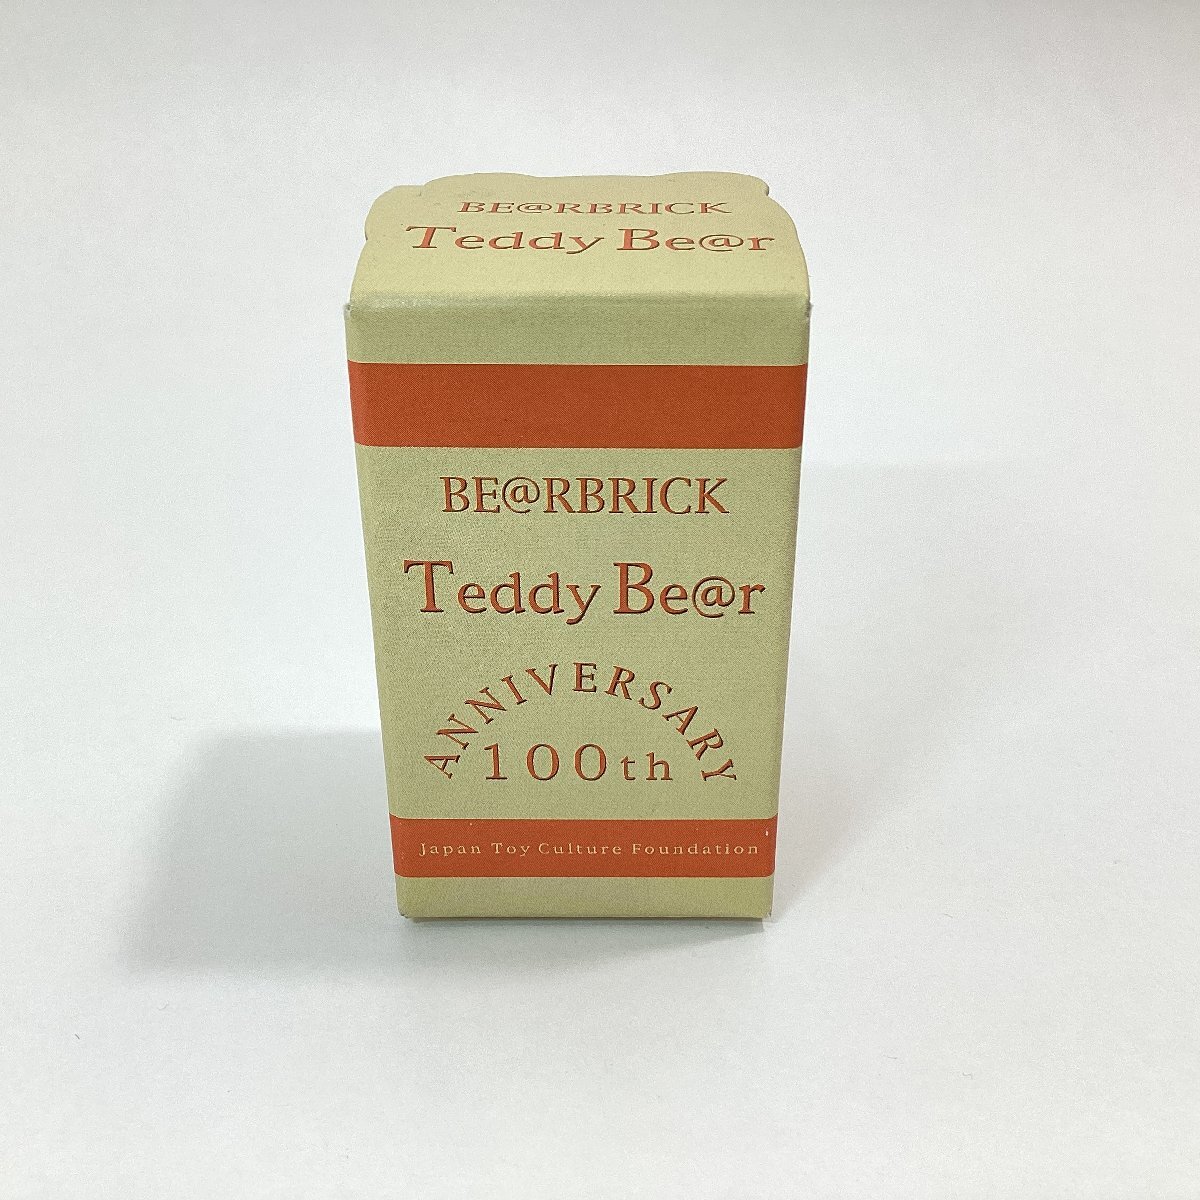 BE@RBRICK
Teddy Be@r
BE@RBRICK
Teddy Be@r
ANNIVERSARY
100th
Japan Toy Culture Foundation